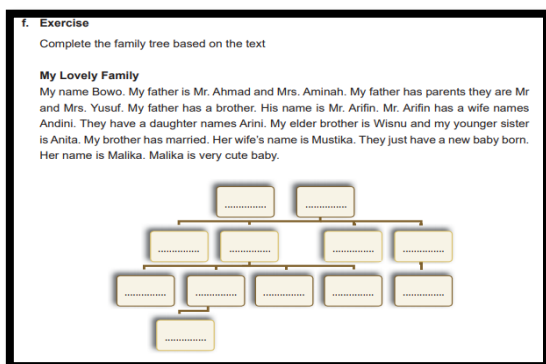 f. Exercise
Complete the family tree based on the text
My Lovely Family
My name Bowo. My father is Mr. Ahmad and Mrs. Aminah. My father has parents they are Mr
and Mrs. Yusuf. My father has a brother. His name is Mr. Arifin. Mr. Arifin has a wife names
Andini. They have a daughter names Arini. My elder brother is Wisnu and my younger sister
is Anita. My brother has married. Her wife's name is Mustika. They just have a new baby born.
Her name is Malika. Malika is very cute baby.
............... ...............
............... ............... ............... ...............
............... ............... ............... ............... ...............
...............